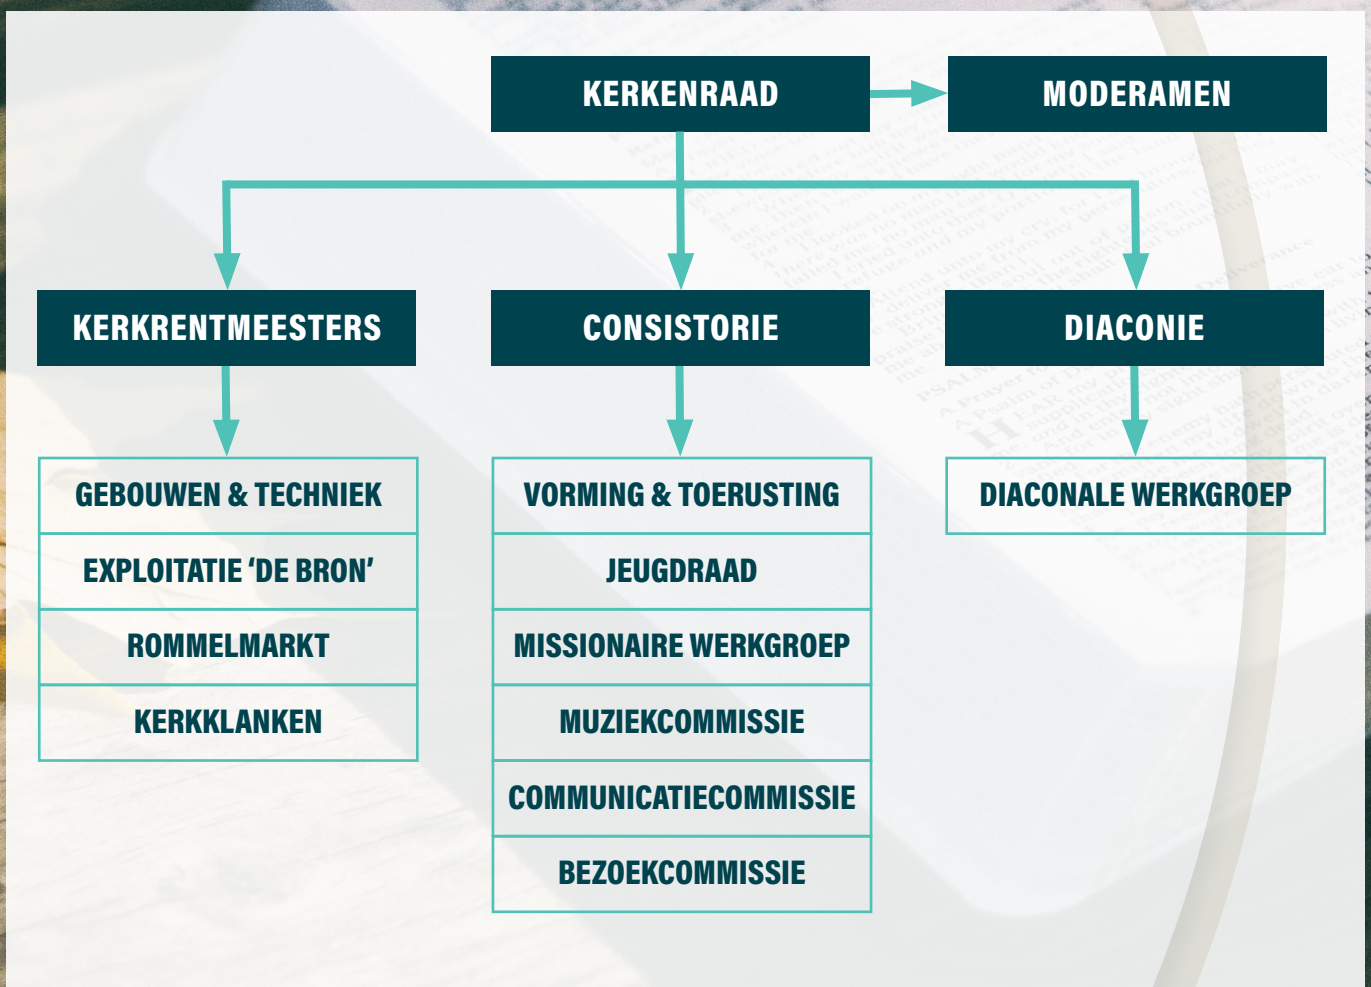 KERKENRAAD
MODERAMEN
KERKRENTMEESTERS
CONSISTORIE
DIACONIE
GEBOUWEN & TECHNIEK
EXPLOITATIE ‘DE BRON’
ROMMELMARKT
KERKKLANKEN
VORMING & TOERUSTING
JEUGDRAAD
MISSIONAIRE WERKGROEP
MUZIEKCOMMISSIE
COMMUNICATIECOMMISSIE
BEZOEKCOMMISSIE
DIACONALE WERKGROEP